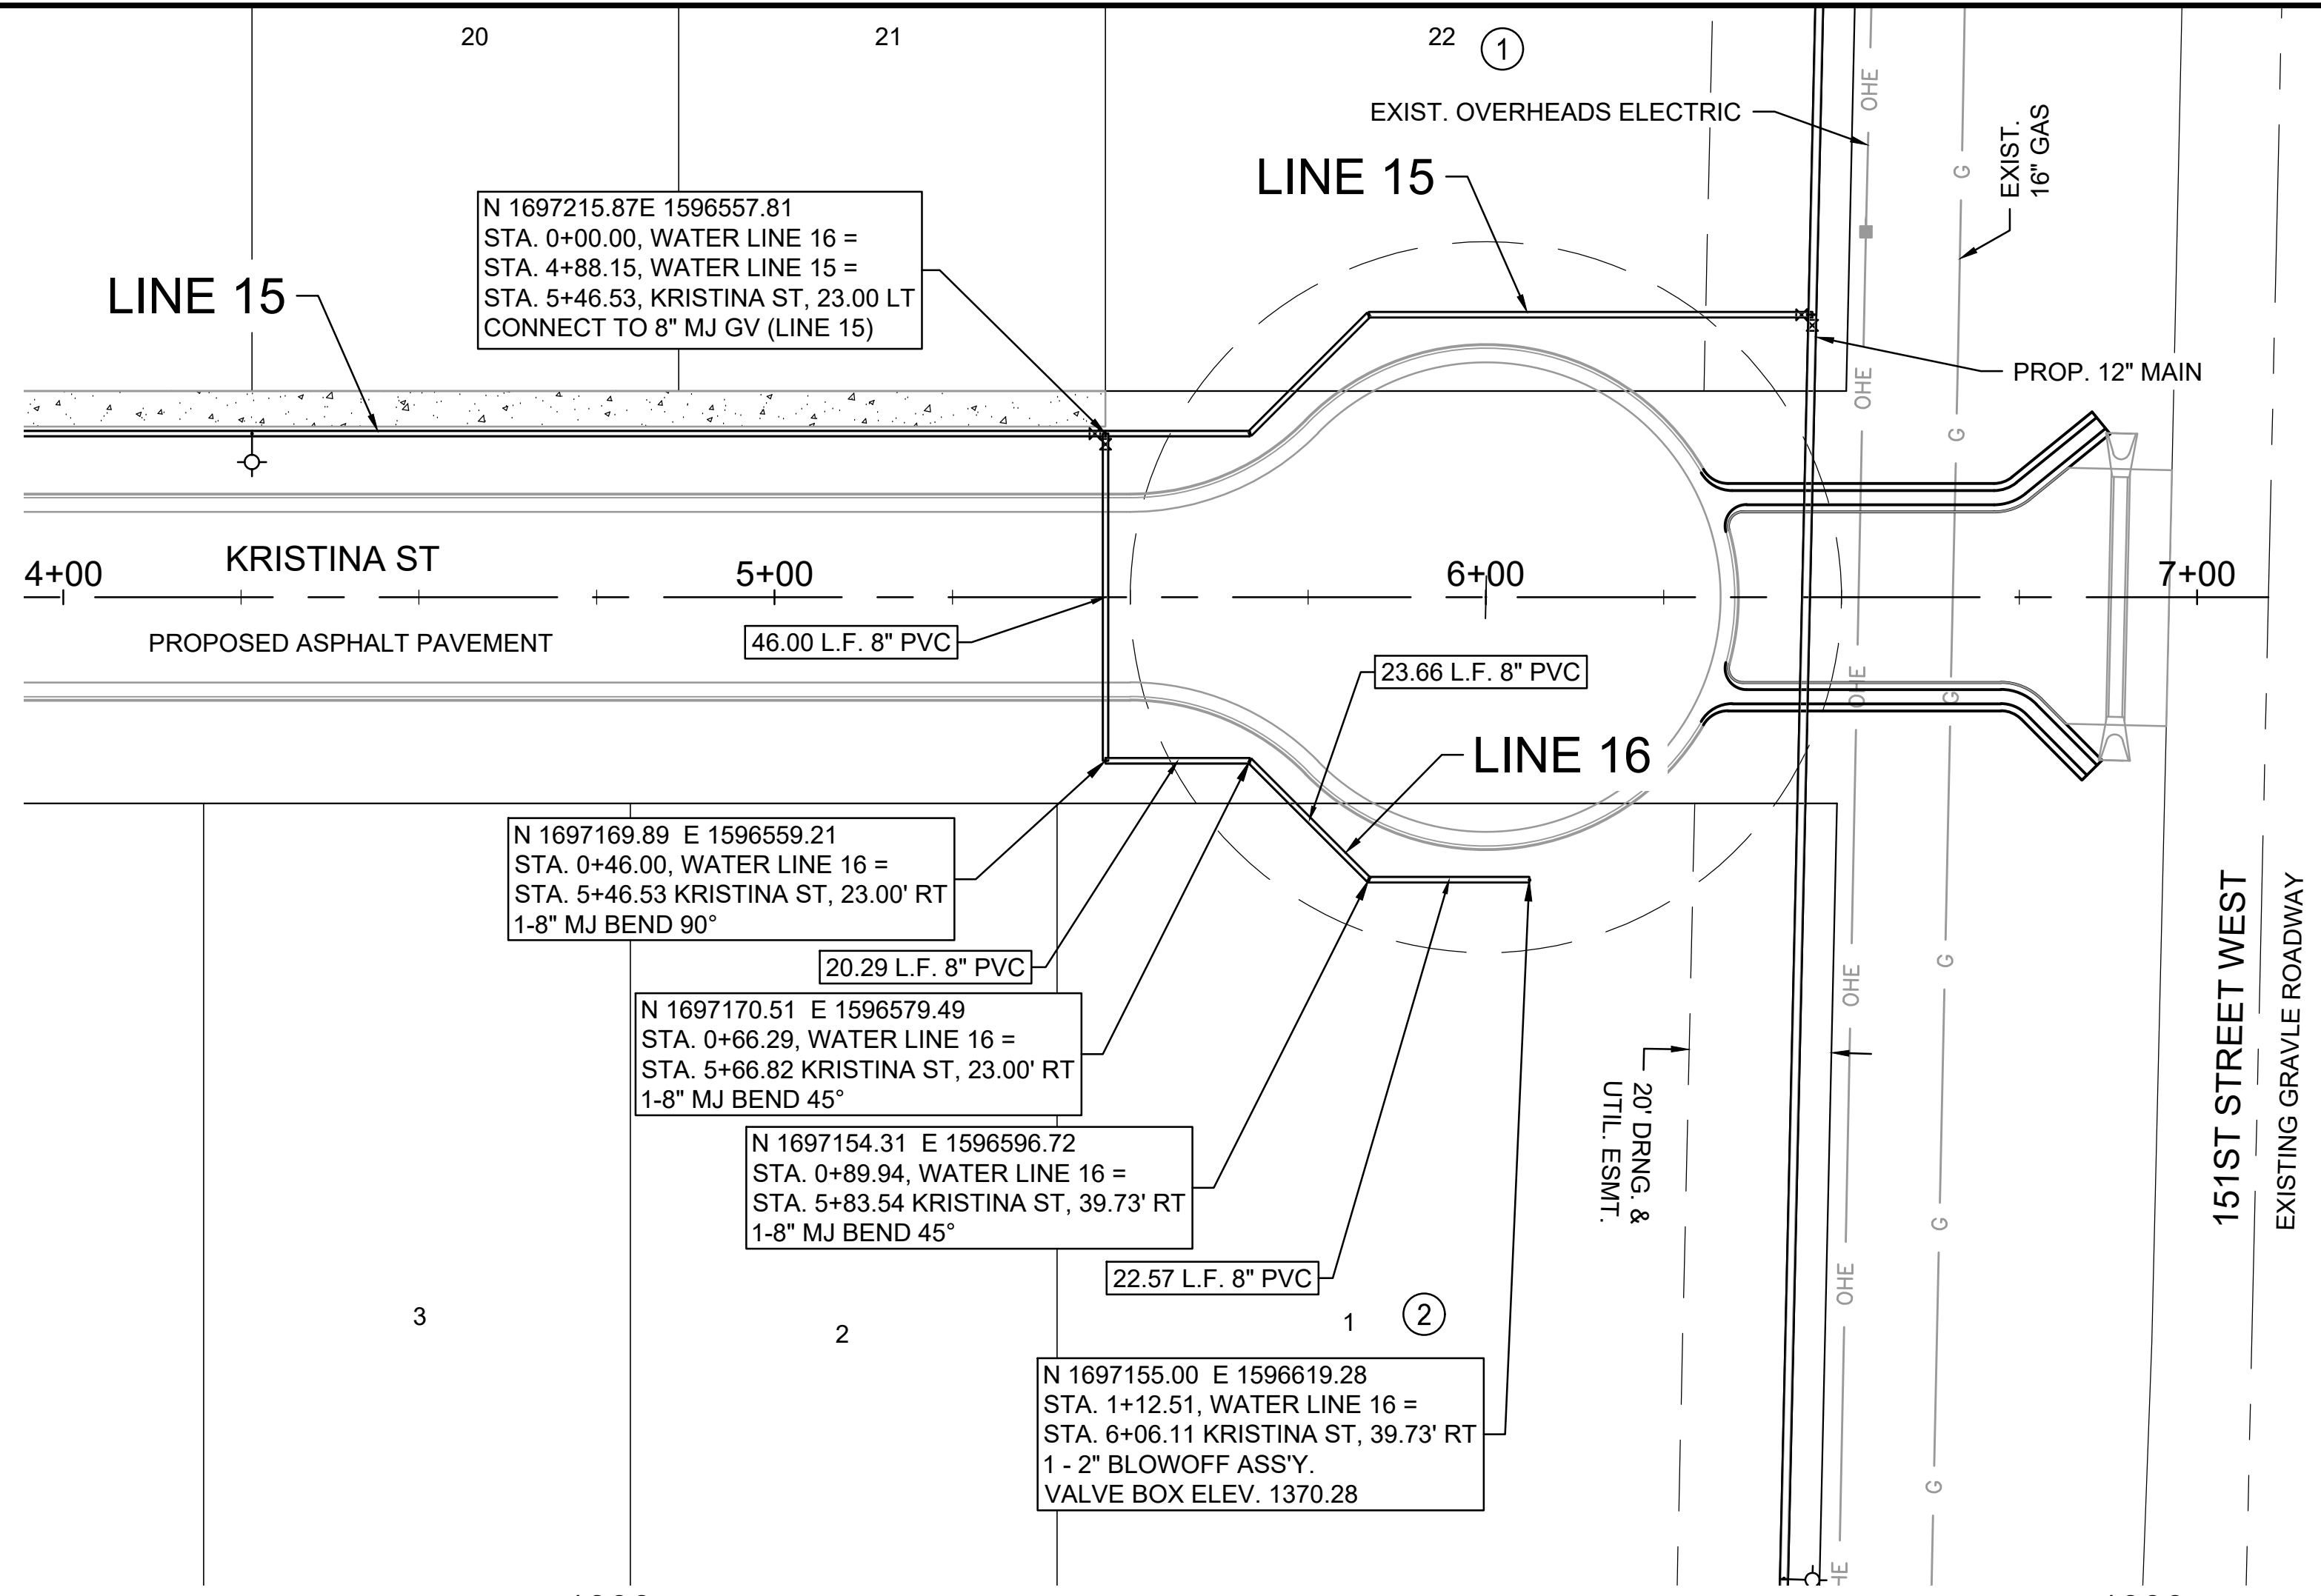 20
21
22
1
EXIST. OVERHEADS ELECTRIC
OHE
EXIST.
16" GAS
G
LINE 15
N 1697215.87E 1596557.81
STA. 0+00.00, WATER LINE 16 =
STA. 4+88.15, WATER LINE 15 =
STA. 5+46.53, KRISTINA ST, 23.00 LT
CONNECT TO 8" MJ GV (LINE 15)
LINE 15
PROP. 12" MAIN
OHE
G
KRISTINA ST
4+00
5+00
6+00
7+00
PROPOSED ASPHALT PAVEMENT
46.00 L.F. 8" PVC
23.66 L.F. 8" PVC
OHE
G
LINE 16
N 1697169.89 E 1596559.21
STA. 0+46.00, WATER LINE 16 =
STA. 5+46.53 KRISTINA ST, 23.00' RT
1-8" MJ BEND 90°
20.29 L.F. 8" PVC
OHE
G
N 1697170.51 E 1596579.49
STA. 0+66.29, WATER LINE 16 =
STA. 5+66.82 KRISTINA ST, 23.00' RT
1-8" MJ BEND 45°
20' DRNG. &
UTIL. ESMT.
151ST STREET WEST
EXISTING GRAVLE ROADWAY
N 1697154.31 E 1596596.72
STA. 0+89.94, WATER LINE 16 =
STA. 5+83.54 KRISTINA ST, 39.73' RT
1-8" MJ BEND 45°
G
22.57 L.F. 8" PVC
OHE
3
2
1
2
N 1697155.00 E 1596619.28
STA. 1+12.51, WATER LINE 16 =
STA. 6+06.11 KRISTINA ST, 39.73' RT
1 - 2" BLOWOFF ASS'Y.
VALVE BOX ELEV. 1370.28
G
HE